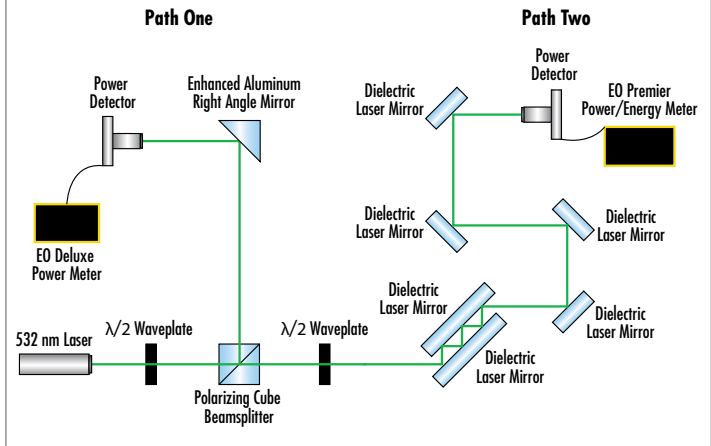 Path One
Path Two
Power
Detector
Enhanced Aluminum
Right Angle Mirror
EO Deluxe
Power Meter
Dielectric
Laser Mirror
Power
Detector
EO Premier
Power/Energy Meter
Dielectric
Laser Mirror
Dielectric
Laser Mirror
Dielectric
Laser Mirror
Dielectric
Laser Mirror
Dielectric
Laser Mirror
532 nm Laser
λ/2 Waveplate
Polarizing Cube
Beamsplitter
λ/2 Waveplate